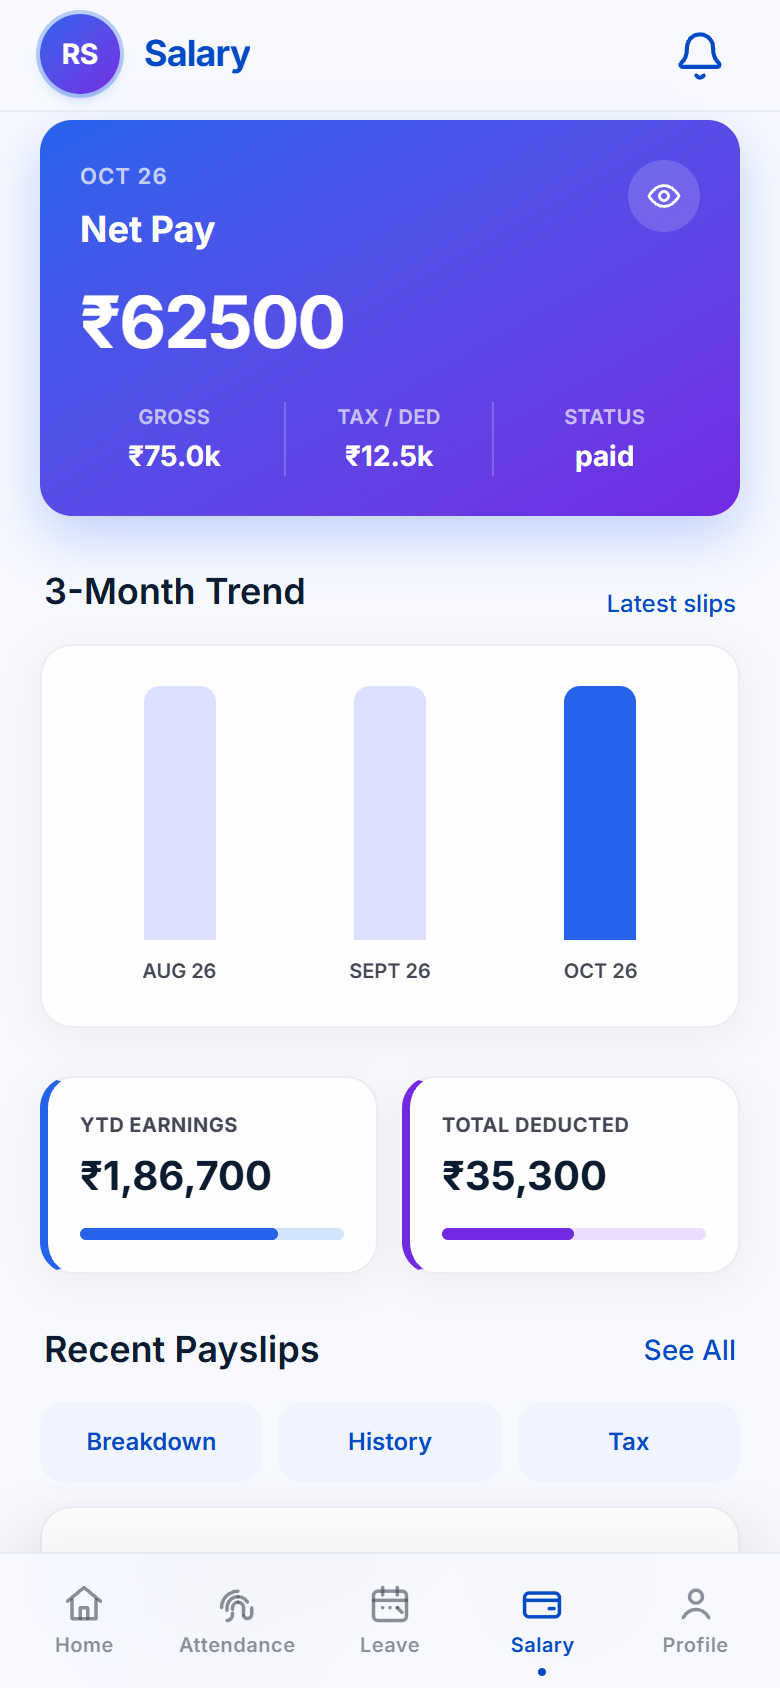 RS
Salary
OCT 26
Net Pay
₹62500
GROSS
TAX / DED
STATUS
₹75.0k
₹12.5k
paid
3-Month Trend
Latest slips
AUG 26
SEPT 26
OCT 26
YTD EARNINGS
₹1,86,700
TOTAL DEDUCTED
₹35,300
Recent Payslips
See All
Breakdown
History
Tax
Home
Attendance
Leave
Salary
Profile